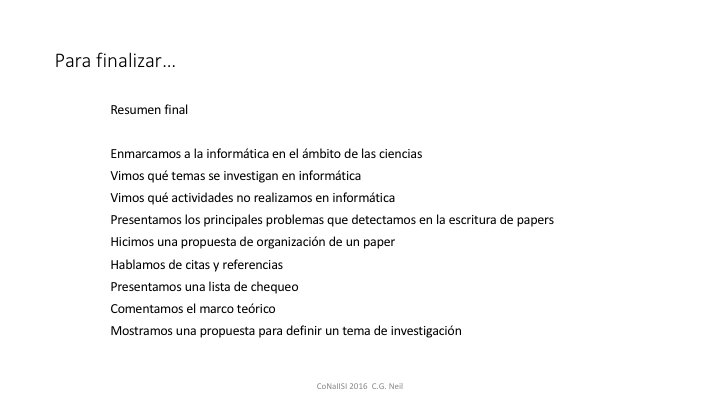 Para finalizar...
Resumen final
Enmarcamos a la informática en el ámbito de las ciencias
Vimos qué temas se investigan en informática
Vimos qué actividades no realizamos en informática
Presentamos los principales problemas que detectamos en la escritura de papers
Hicimos una propuesta de organización de un paper
Hablamos de citas y referencias
Presentamos una lista de chequeo
Comentamos el marco teórico
Mostramos una propuesta para definir un tema de investigación
CoNaIISI 2016 C.G. Neil